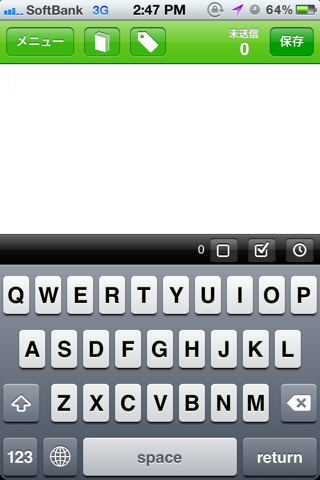 SoftBank 3G 2:47 PM 64%
メニュー 未送信 0 保存
0
Q W E R T Y U I O P
A S D F G H J K L
Z X C V B N M
123 space return